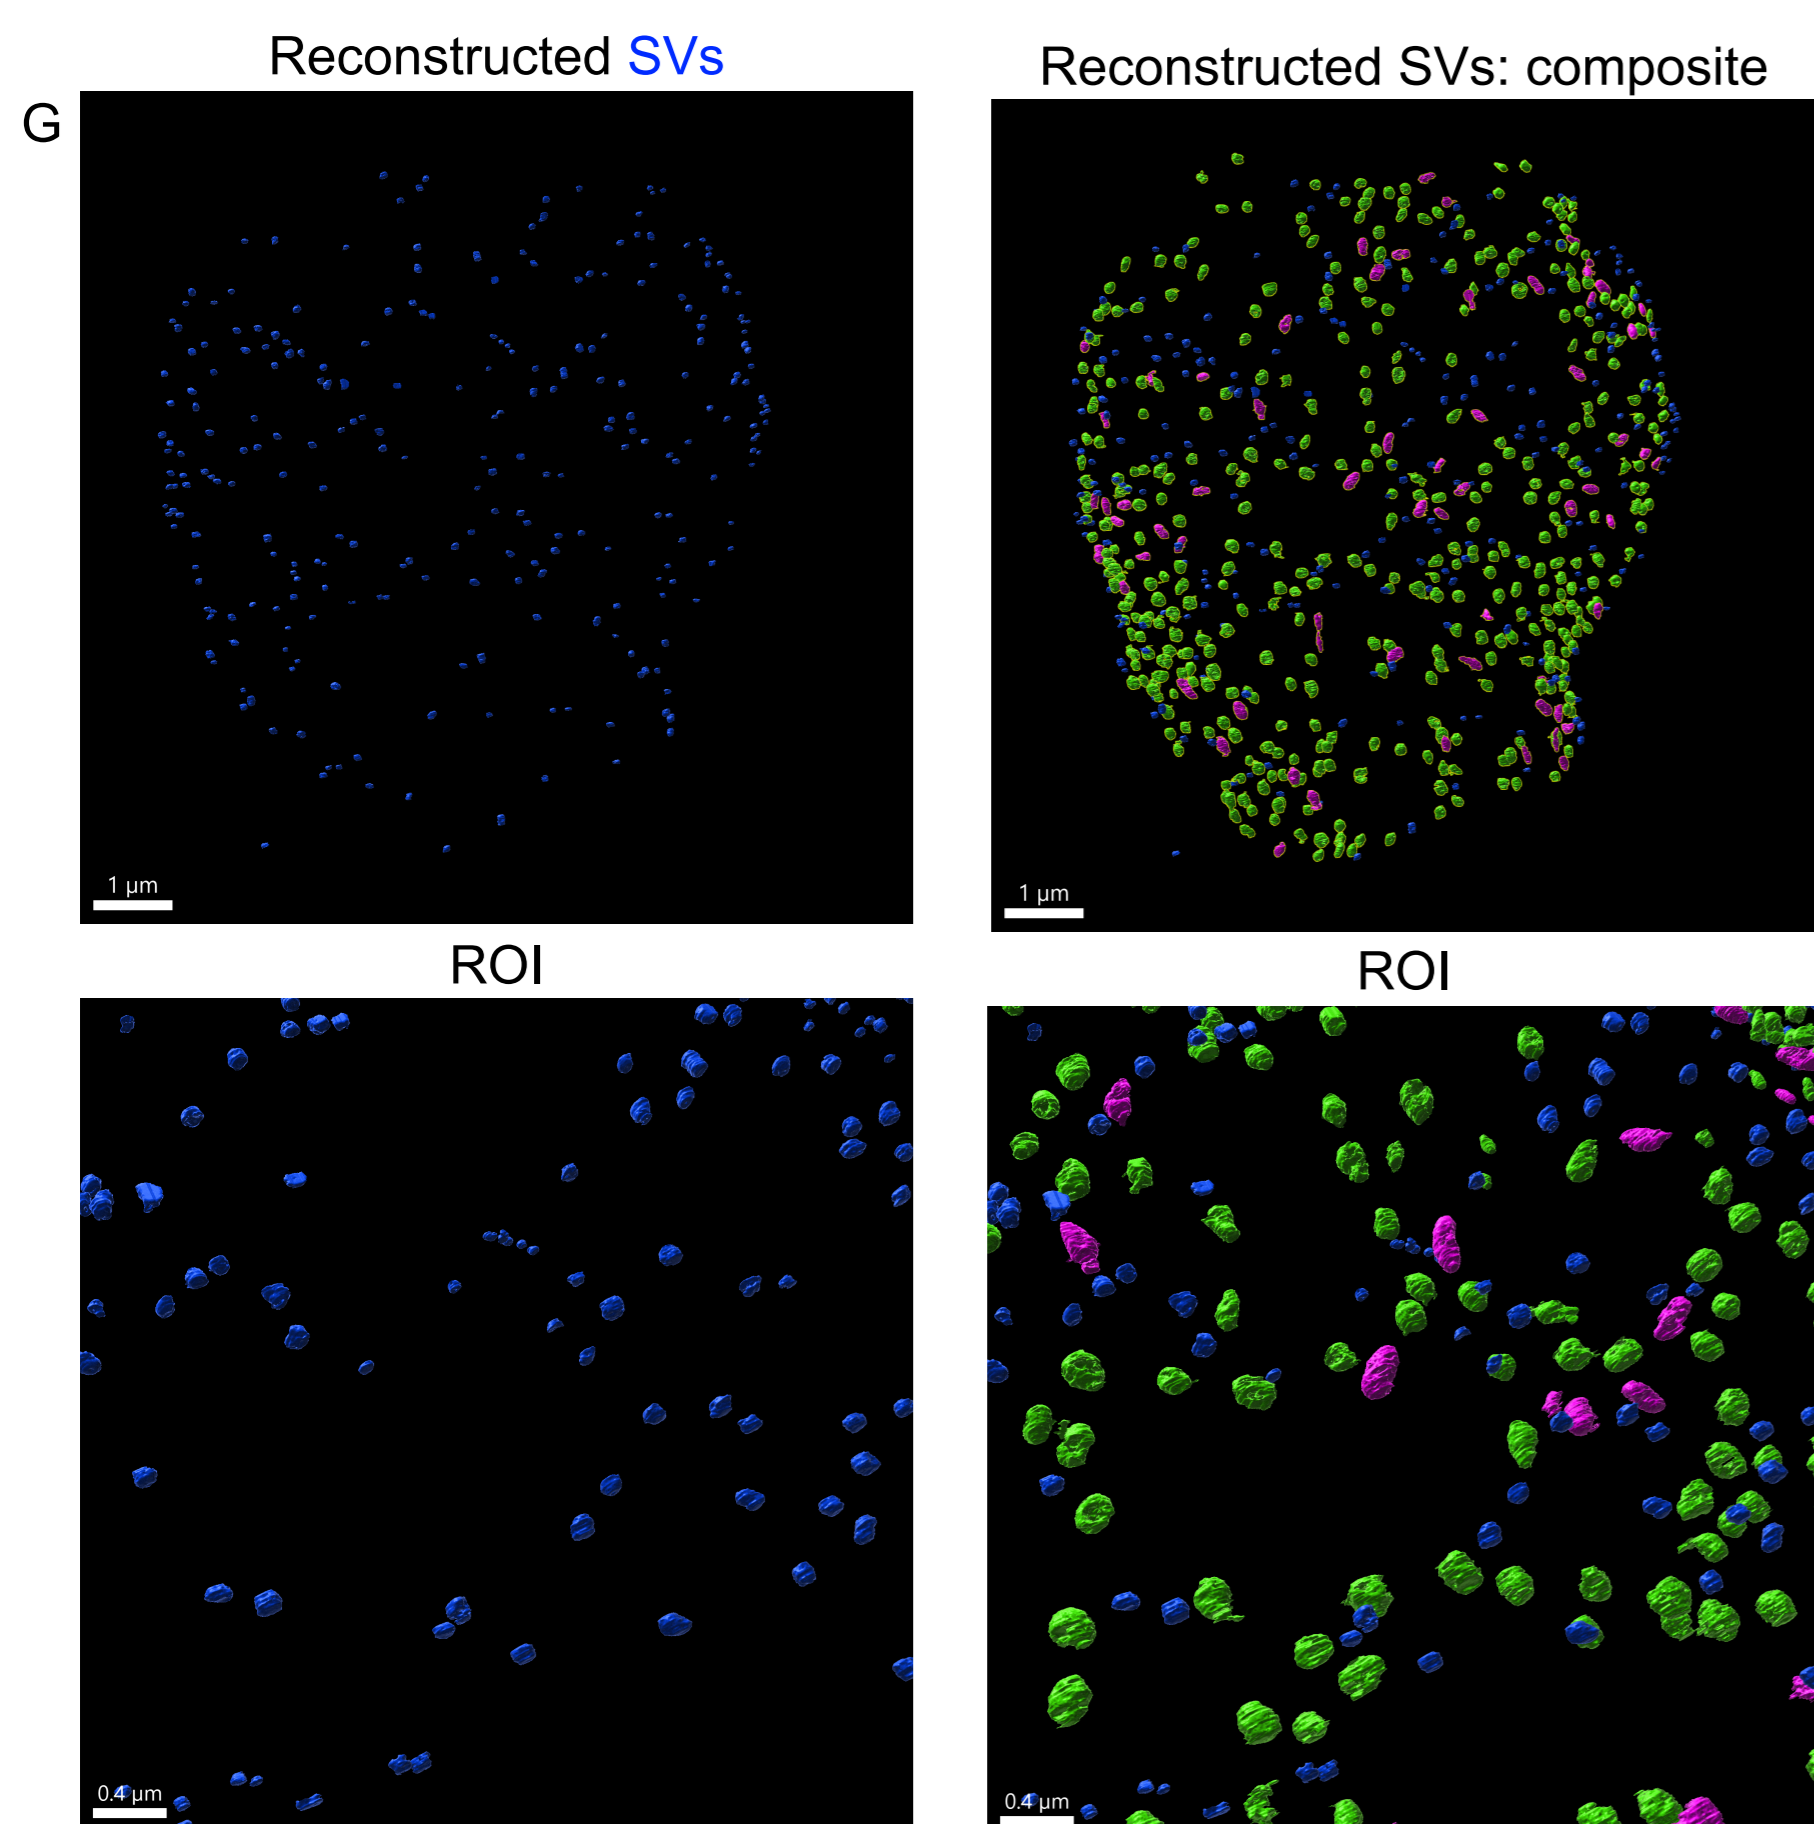 Reconstructed SVs
Reconstructed SVs: composite
G
1 µm
1 µm
ROI
ROI
0.4 µm
0.4 µm